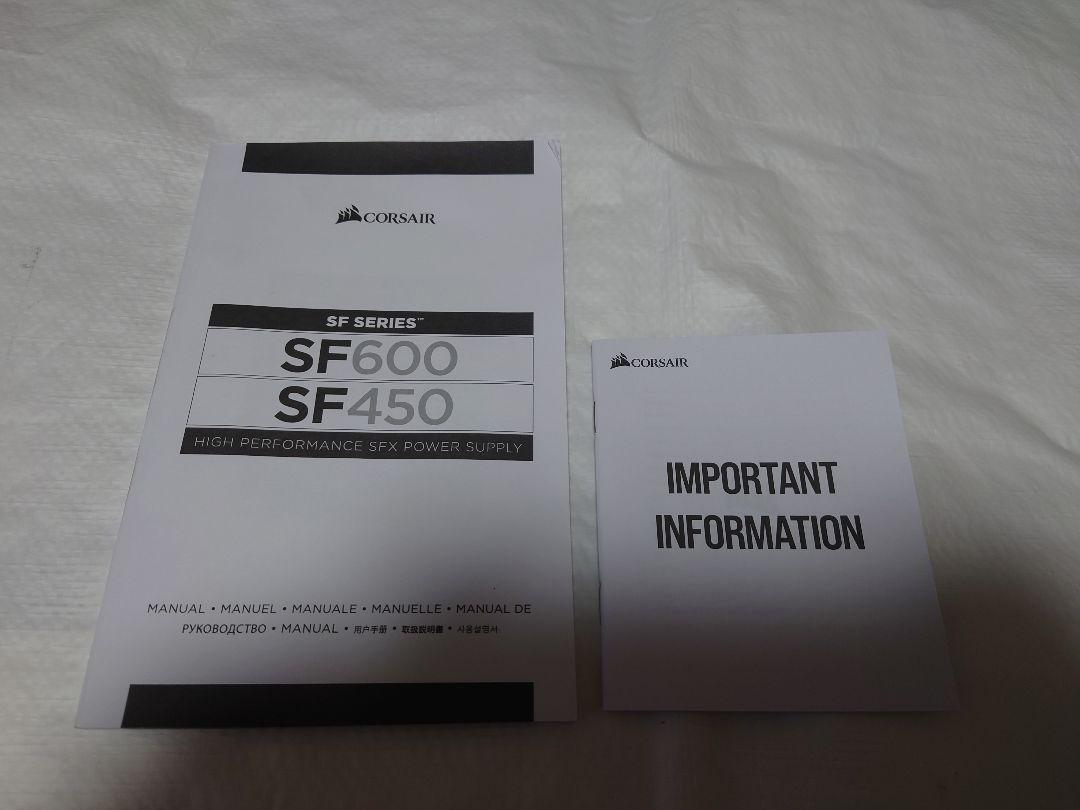 CORSAIR
SF SERIES™
SF600
SF450
HIGH PERFORMANCE SFX POWER SUPPLY
MANUAL • MANUEL • MANUALE • MANUELLE • MANUAL DE
РУКОВОДСТВО • MANUAL • 用户手册 • 取扱説明書 • 사용설명서
CORSAIR
IMPORTANT
INFORMATION